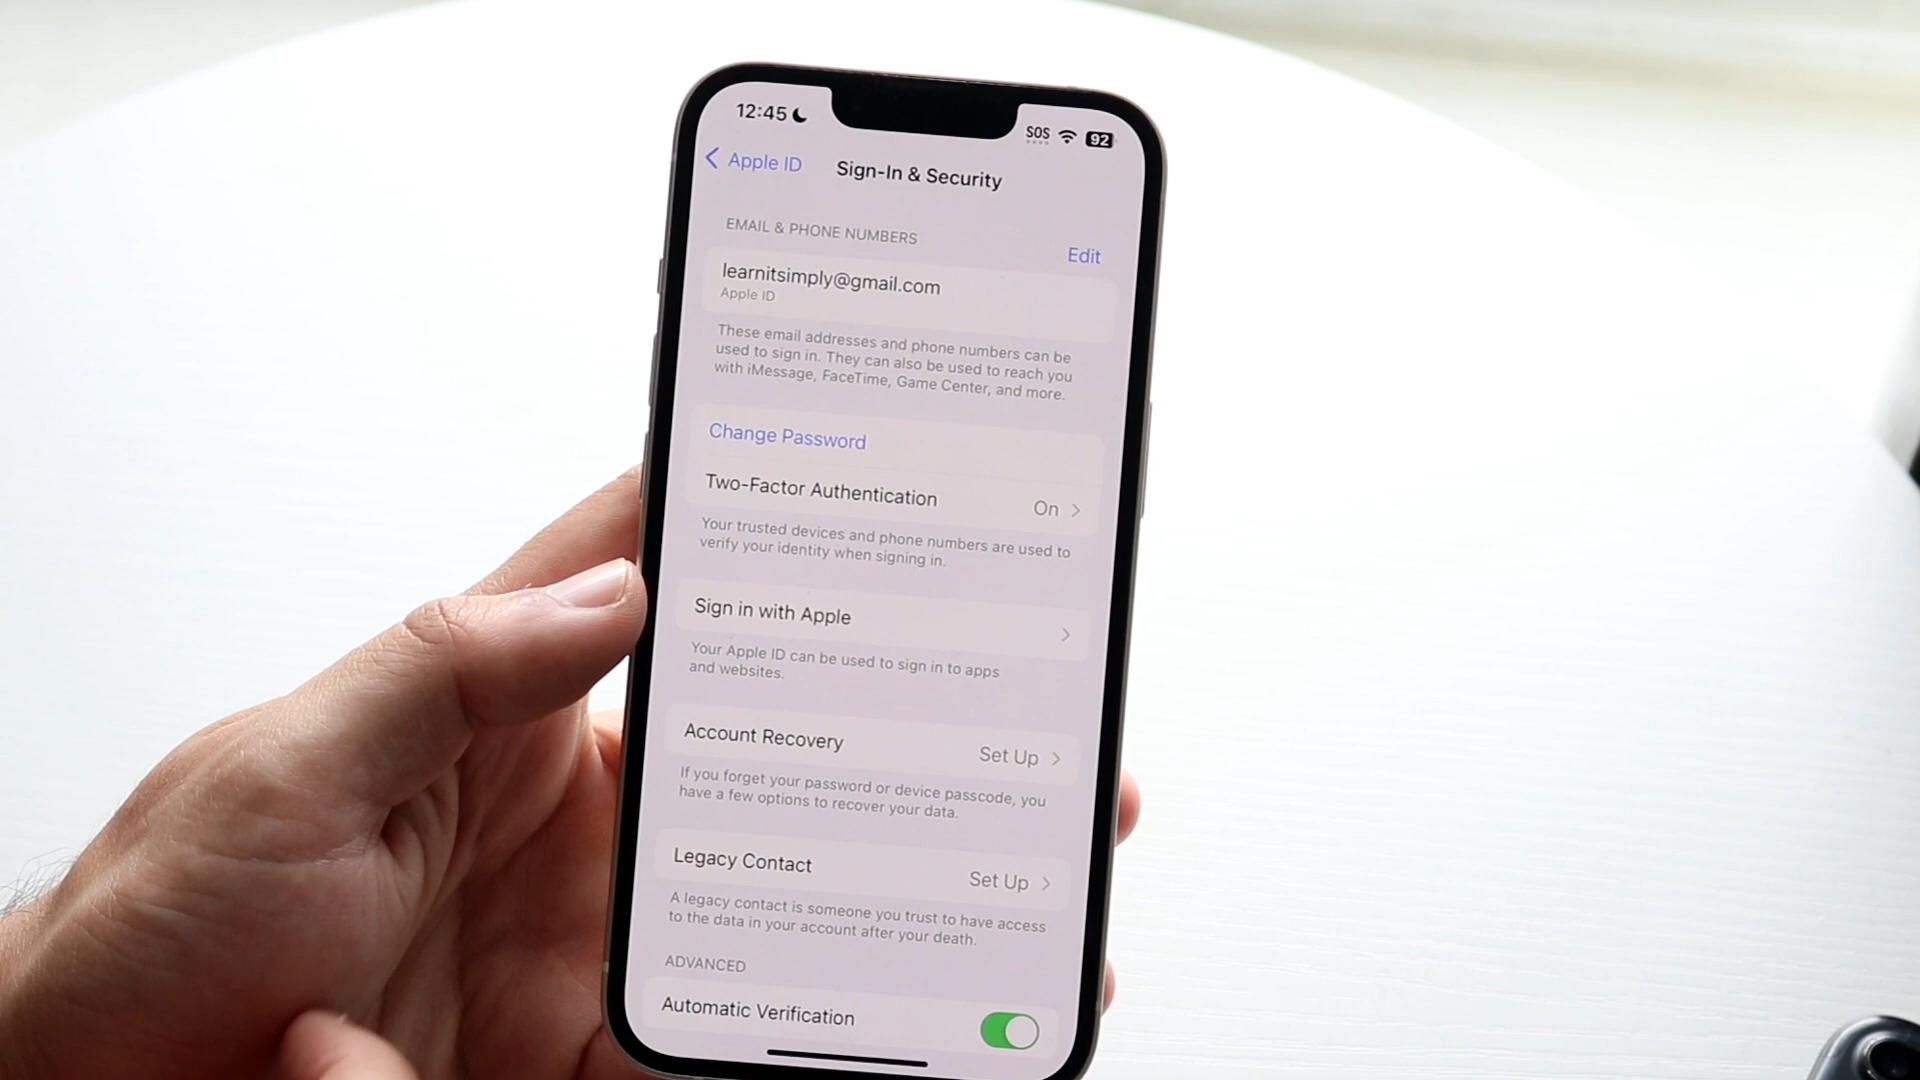 12:45
SOS
92
Apple ID
Sign-In & Security
EMAIL & PHONE NUMBERS
Edit
learnitsimply@gmail.com
Apple ID
These email addresses and phone numbers can be
used to sign in. They can also be used to reach you
with iMessage, FaceTime, Game Center, and more.
Change Password
Two-Factor Authentication
On
Your trusted devices and phone numbers are used to
verify your identity when signing in.
Sign in with Apple
Your Apple ID can be used to sign in to apps
and websites.
Account Recovery
Set Up
If you forget your password or device passcode, you
have a few options to recover your data.
Legacy Contact
Set Up
A legacy contact is someone you trust to have access
to the data in your account after your death.
ADVANCED
Automatic Verification